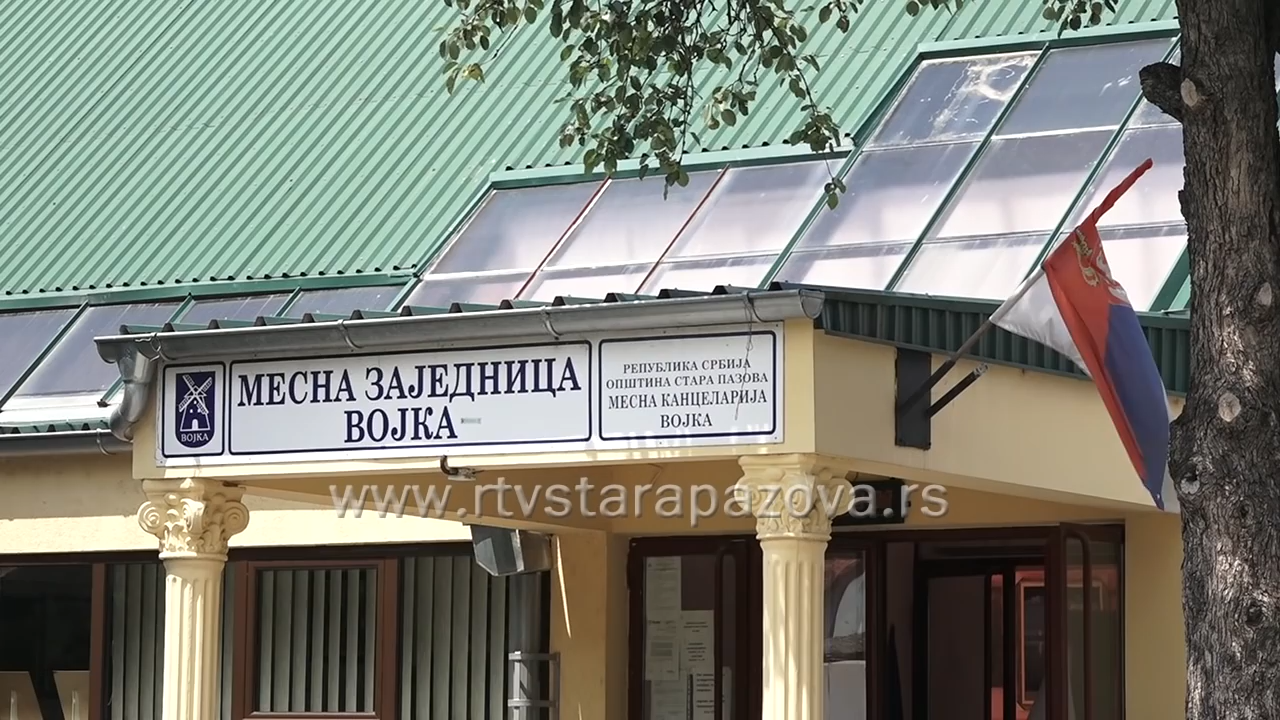 ВОЈКА
МЕСНА ЗАЈЕДНИЦА
ВОЈКА
РЕПУБЛИКА СРБИЈА
ОПШТИНА СТАРА ПАЗОВА
МЕСНА КАНЦЕЛАРИЈА
ВОЈКА
www.rtvstarapazova.rs